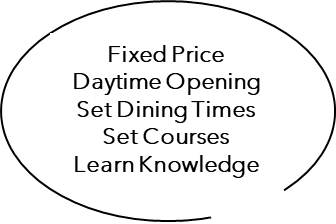 Fixed Price
Daytime Opening
Set Dining Times
Set Courses
Learn Knowledge